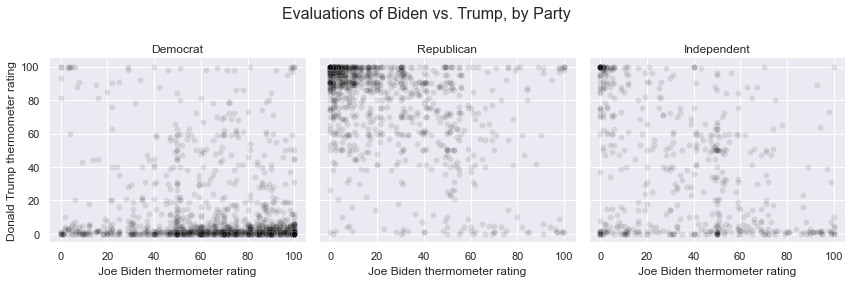 Evaluations of Biden vs. Trump, by Party
Democrat
Republican
Independent
Donald Trump thermometer rating
100
80
60
40
20
0
0 20 40 60 80 100
0 20 40 60 80 100
0 20 40 60 80 100
Joe Biden thermometer rating
Joe Biden thermometer rating
Joe Biden thermometer rating